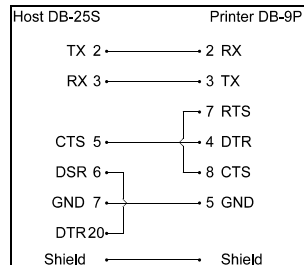 Host DB-25S Printer DB-9P
TX 2 2 RX
RX 3 3 TX
7 RTS
CTS 5 4 DTR
DSR 6 8 CTS
GND 7 5 GND
DTR 20
Shield Shield